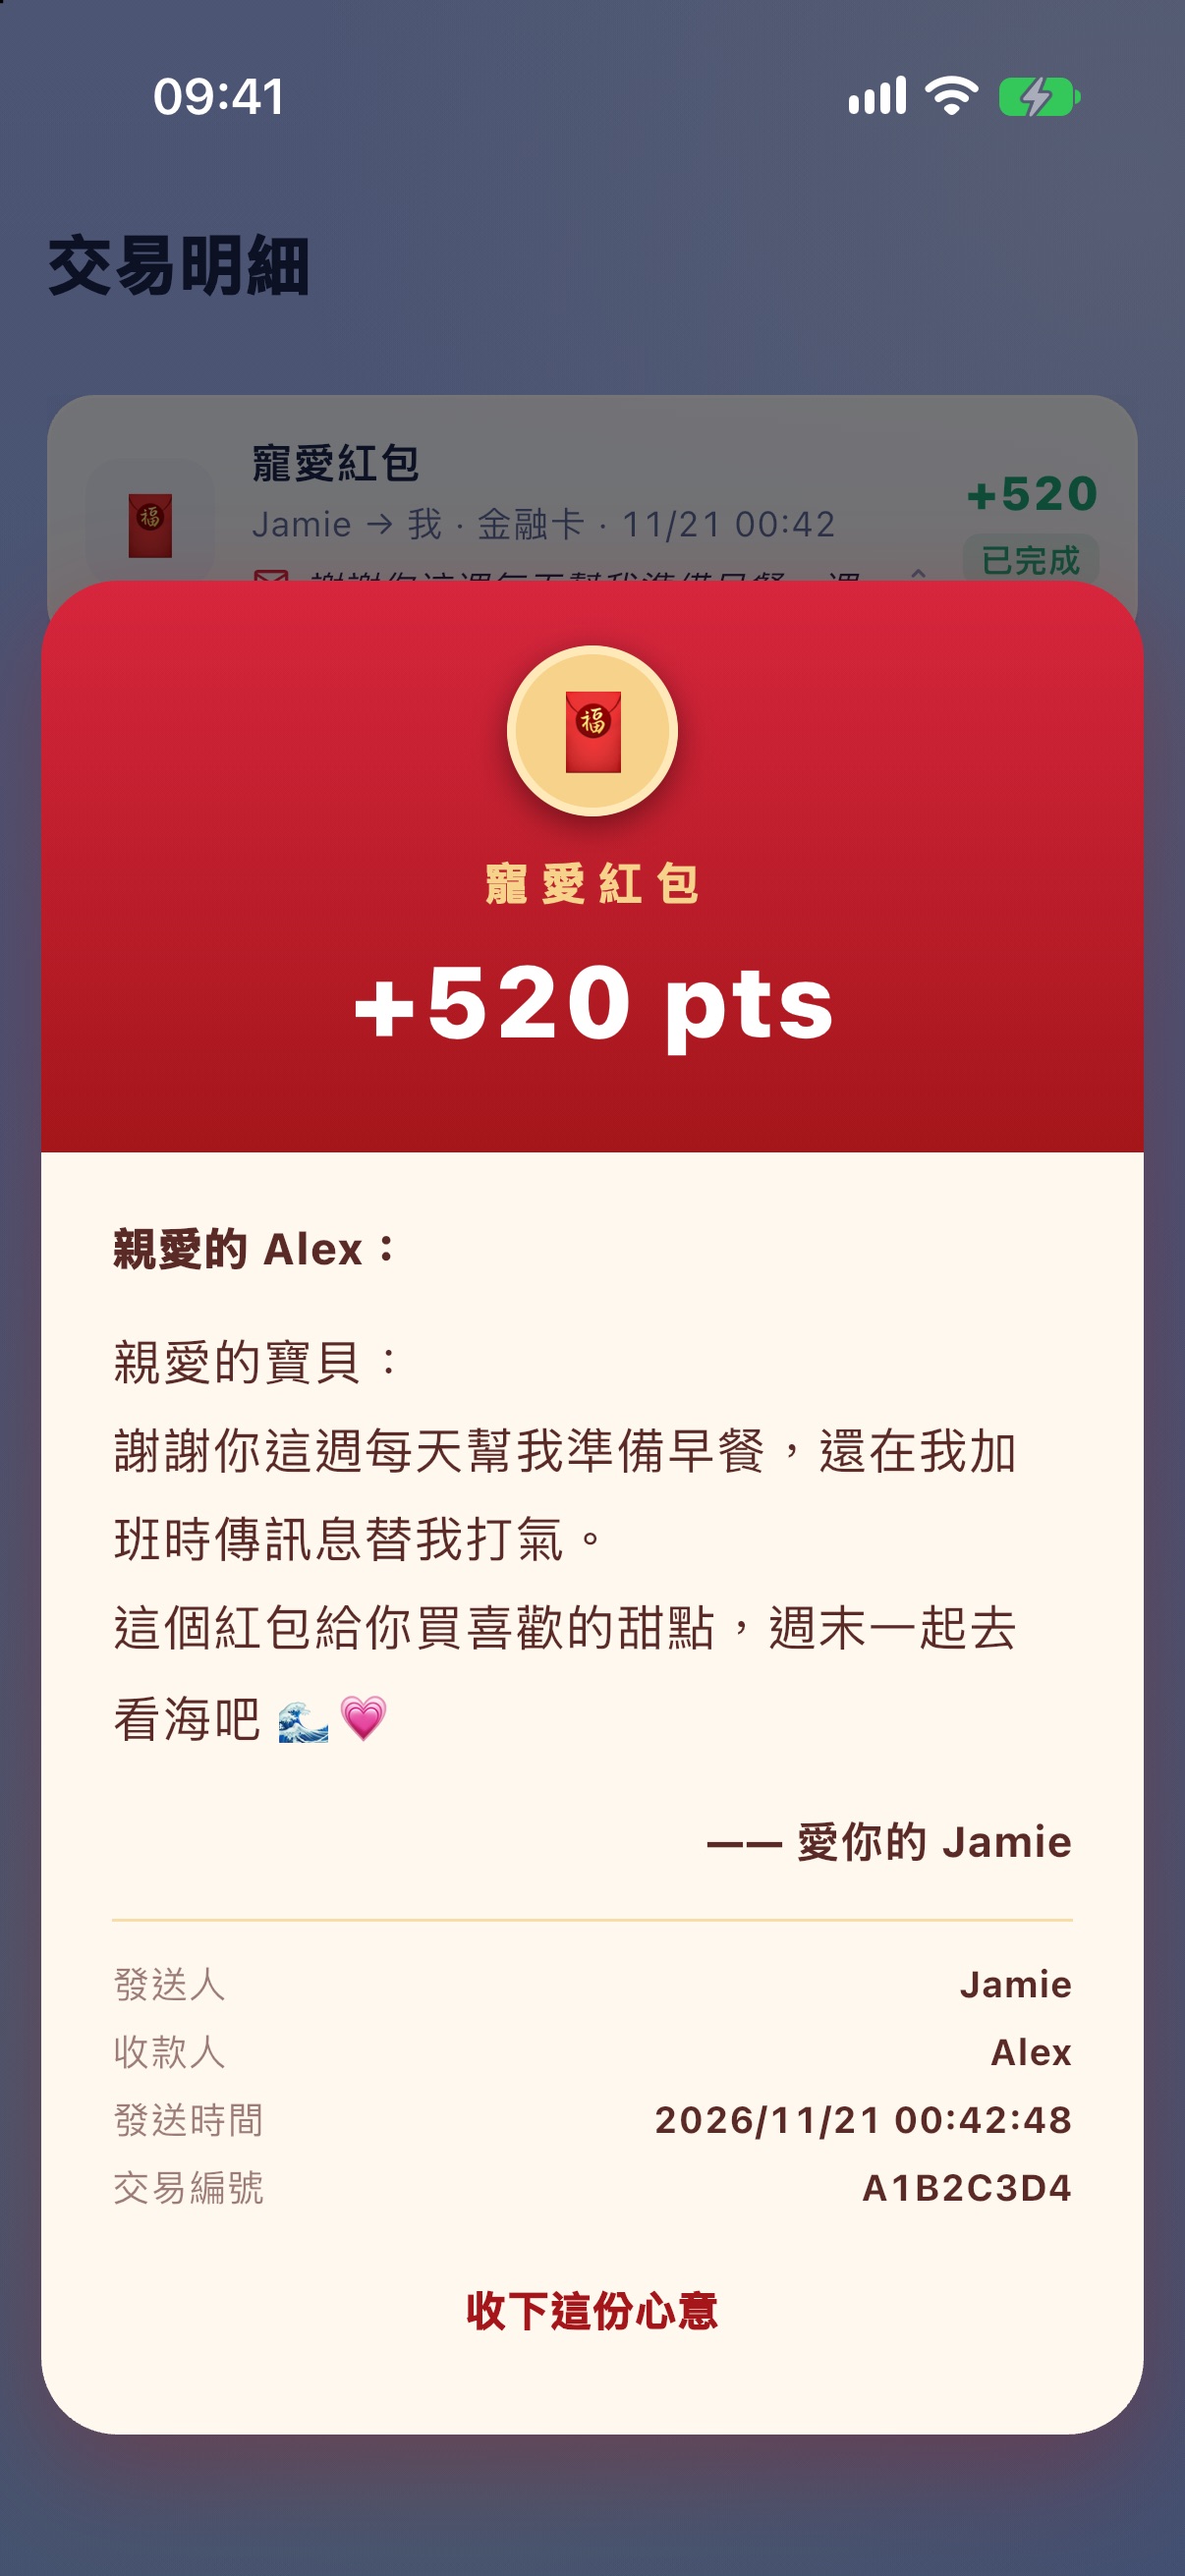 09:41
交易明細
寵愛紅包
+520
Jamie → 我 · 金融卡 · 11/21 00:42
已完成
福
福
寵愛紅包
+520 pts
親愛的 Alex：
親愛的寶貝：
謝謝你這週每天幫我準備早餐，還在我加
班時傳訊息替我打氣。
這個紅包給你買喜歡的甜點，週末一起去
看海吧 🌊 💗
—— 愛你的 Jamie
發送人 Jamie
收款人 Alex
發送時間 2026/11/21 00:42:48
交易編號 A1B2C3D4
收下這份心意